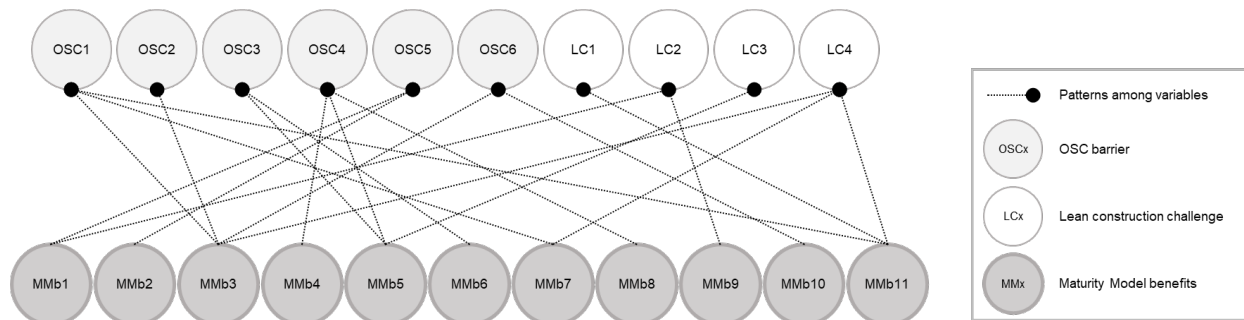 OSC1 OSC2 OSC3 OSC4 OSC5 OSC6 LC1 LC2 LC3 LC4
MMb1 MMb2 MMb3 MMb4 MMb5 MMb6 MMb7 MMb8 MMb9 MMb10 MMb11
Patterns among variables
OSCx OSC barrier
LCx Lean construction challenge
MMx Maturity Model benefits